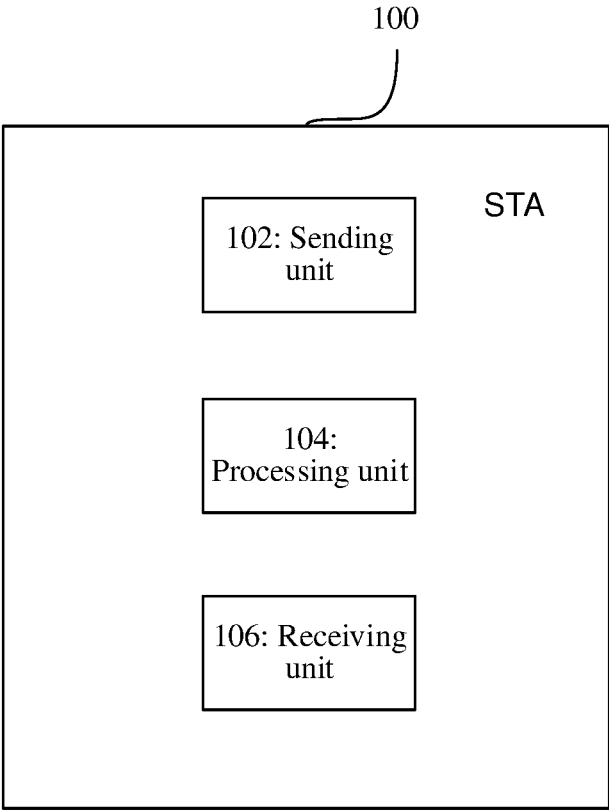 100
STA
102: Sending
unit
104:
Processing unit
106: Receiving
unit